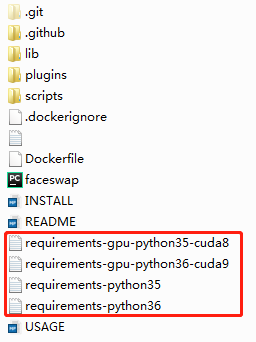 .git
.github
lib
plugins
scripts
.dockerignore
Dockerfile
faceswap
INSTALL
README
requirements-gpu-python35-cuda8
requirements-gpu-python36-cuda9
requirements-python35
requirements-python36
USAGE